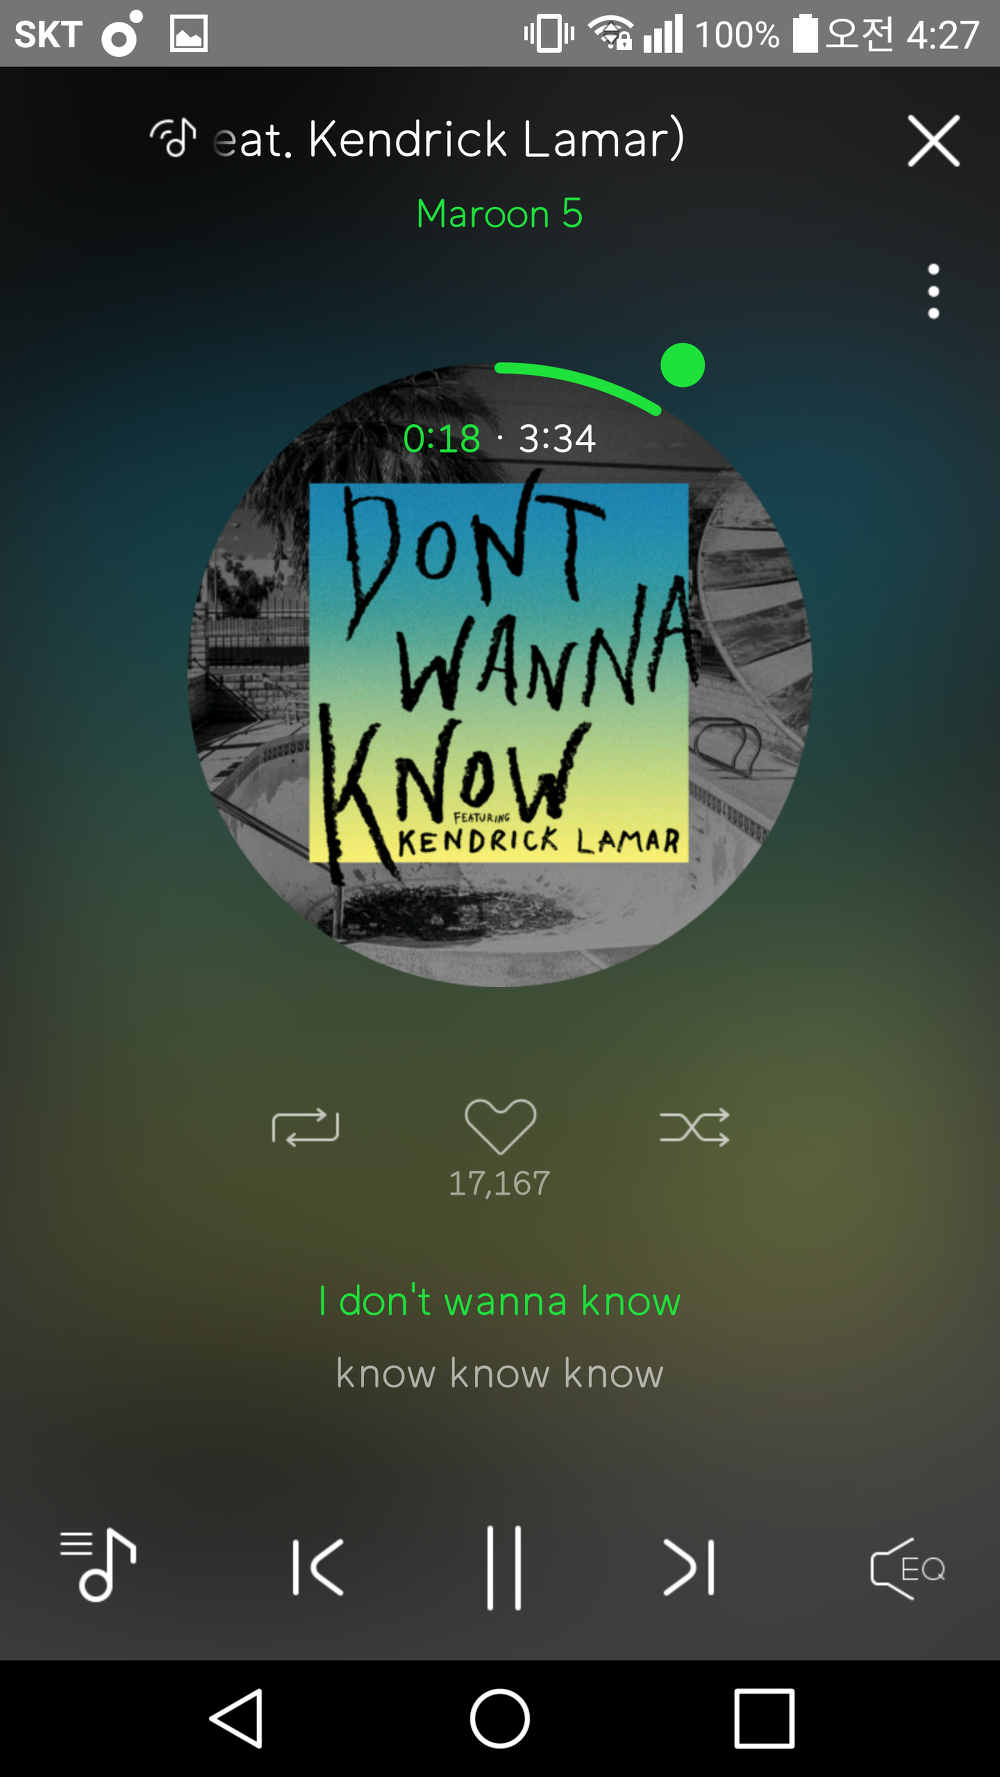 SKT 100% 오전 4:27
eat. Kendrick Lamar)
Maroon 5
0:18 · 3:34
DON'T
WANNA
KNOW
FEATURING
KENDRICK LAMAR
17,167
I don't wanna know
know know know
EQ